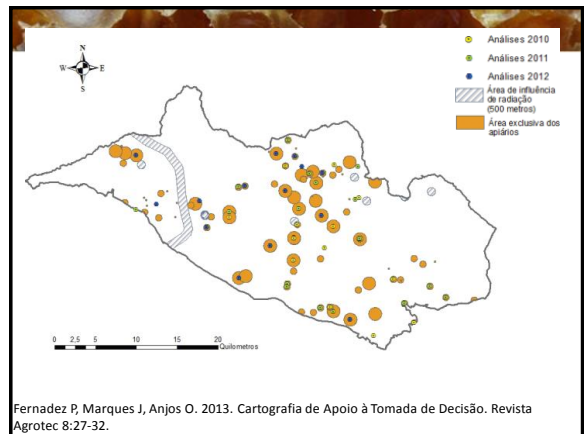 N
W E
S
Análises 2010
Análises 2011
Análises 2012
Área de influência
de radiação
(500 metros)
Área exclusiva dos
apiários
0 2,5 5 10 15 20
Quilometros
Fernadez P, Marques J, Anjos O. 2013. Cartografia de Apoio à Tomada de Decisão. Revista
Agrotec 8:27-32.